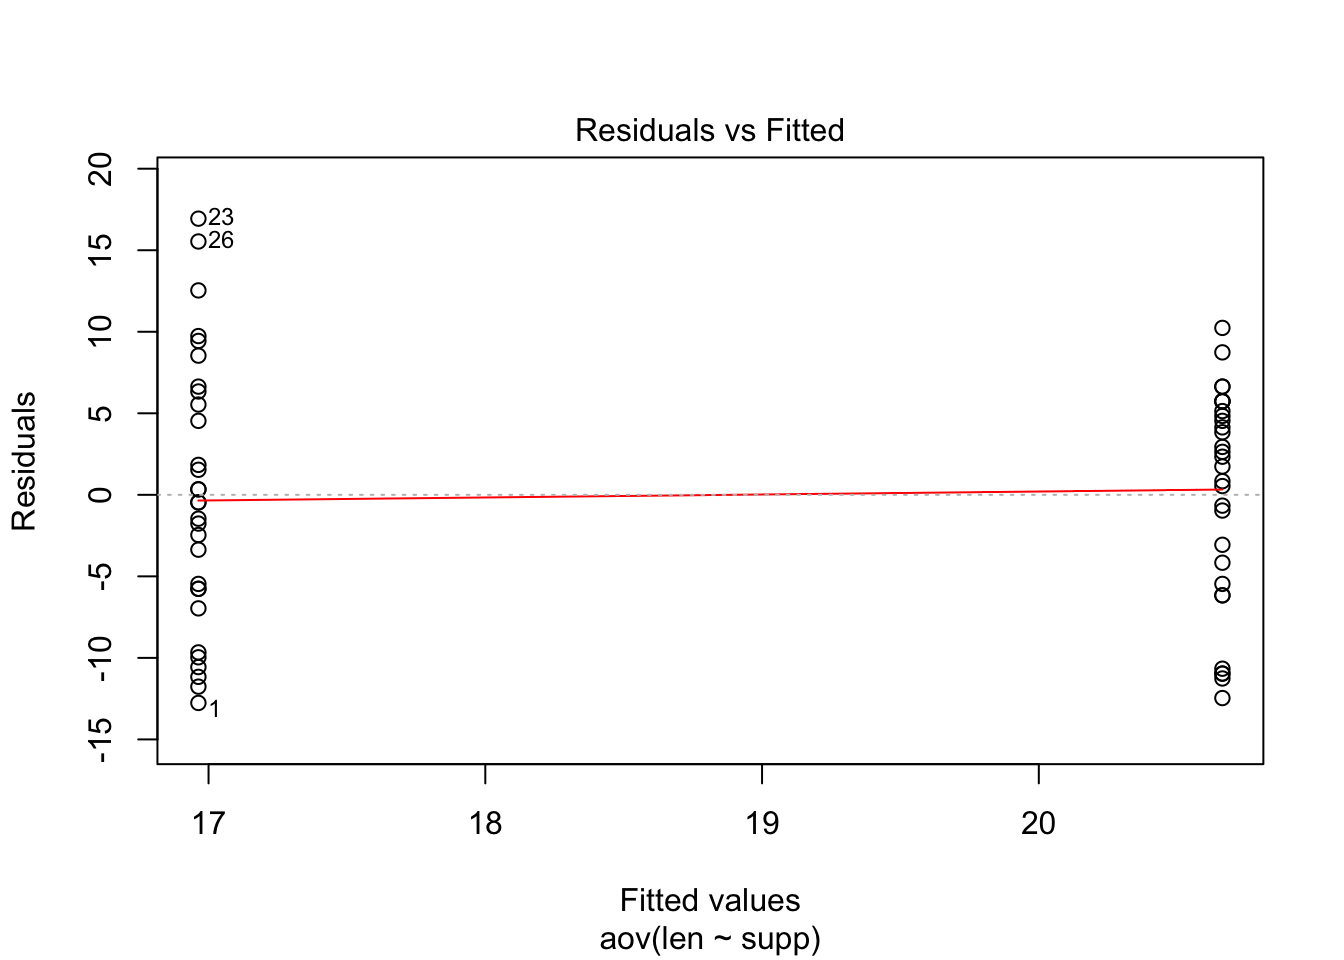 Residuals vs Fitted
Residuals
20
15
10
5
0
-5
-10
-15
23
26
1
17 18 19 20
Fitted values
aov(len ~ supp)